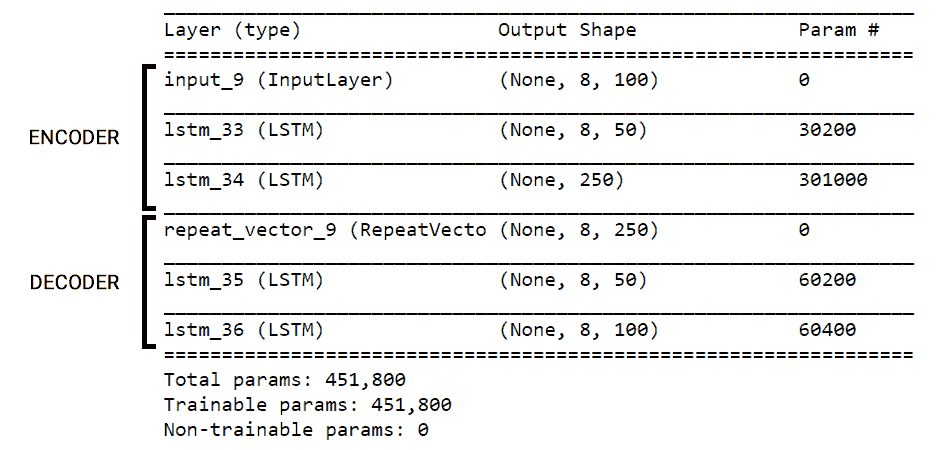 Layer (type) Output Shape Param #
input_9 (InputLayer) (None, 8, 100) 0
ENCODER
lstm_33 (LSTM) (None, 8, 50) 30200
lstm_34 (LSTM) (None, 250) 301000
repeat_vector_9 (RepeatVecto (None, 8, 250) 0
DECODER
lstm_35 (LSTM) (None, 8, 50) 60200
lstm_36 (LSTM) (None, 8, 100) 60400
Total params: 451,800
Trainable params: 451,800
Non-trainable params: 0